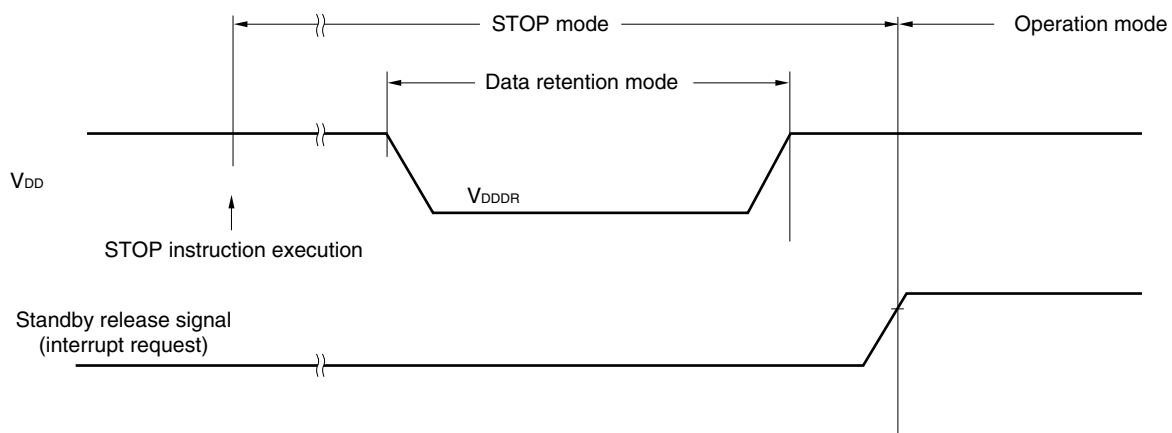 STOP mode
Operation mode
Data retention mode
VDD
VDDDR
STOP instruction execution
Standby release signal
(interrupt request)